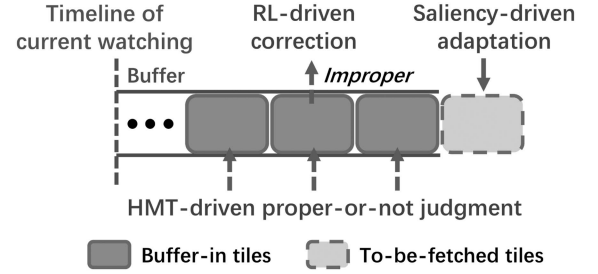 Timeline of
current watching
RL-driven
correction
Saliency-driven
adaptation
Buffer
Improper
•••
HMT-driven proper-or-not judgment
Buffer-in tiles
To-be-fetched tiles